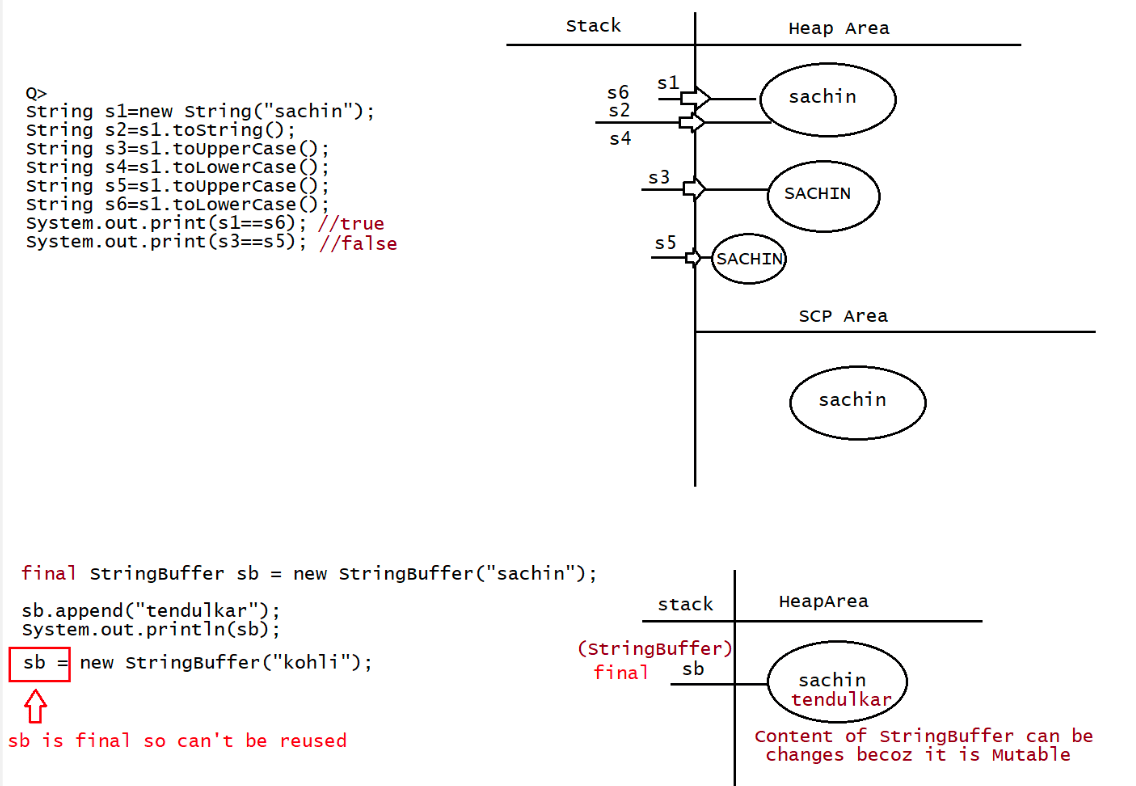 Q>
String s1=new String("sachin");
String s2=s1.toString();
String s3=s1.toUpperCase();
String s4=s1.toLowerCase();
String s5=s1.toUpperCase();
String s6=s1.toLowerCase();
System.out.print(s1==s6); //true
System.out.print(s3==s5); //false
Stack
Heap Area
s1
s6
s2
s4
sachin
s3
SACHIN
s5
SACHIN
SCP Area
sachin
final StringBuffer sb = new StringBuffer("sachin");
sb.append("tendulkar");
System.out.println(sb);
sb = new StringBuffer("kohli");
sb is final so can't be reused
stack
HeapArea
(StringBuffer)
final
sb
sachin
tendulkar
Content of StringBuffer can be
changes becoz it is Mutable